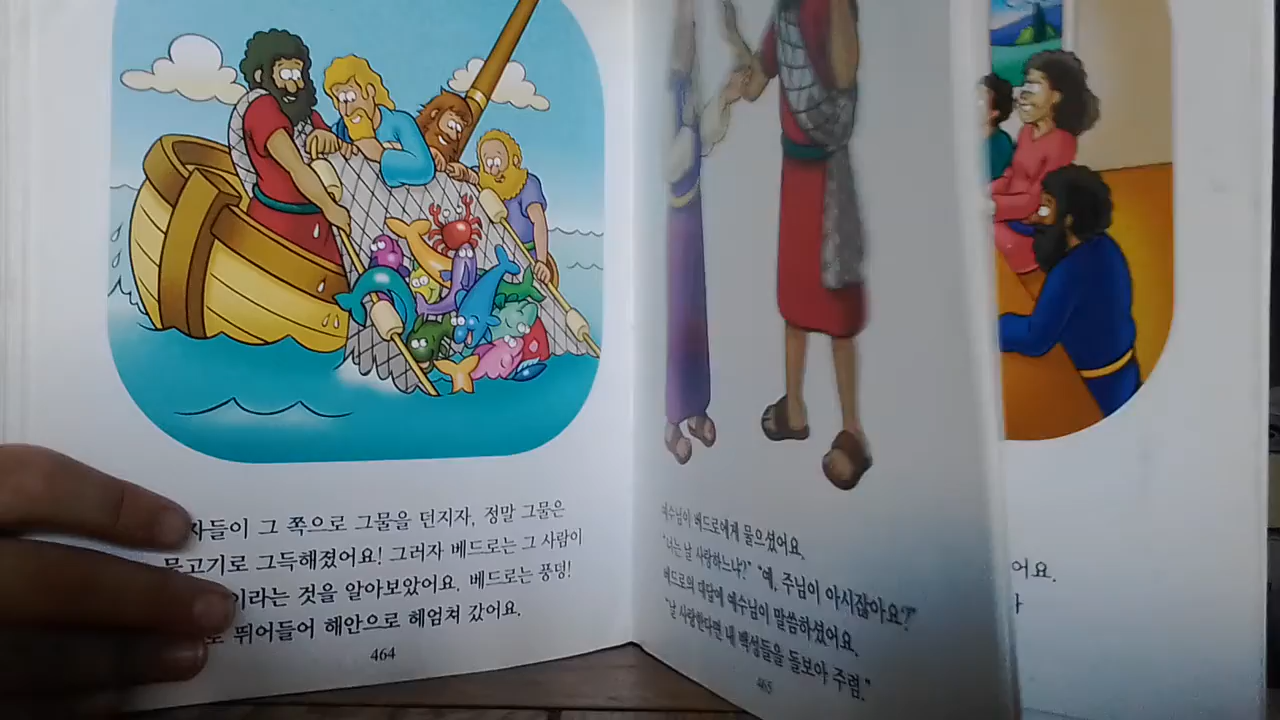 자들이 그 쪽으로 그물을 던지자, 정말 그물은
물고기로 그득해졌어요! 그러자 베드로는 그 사람이
이라는 것을 알아보았어요. 베드로는 풍덩!
로 뛰어들어 해안으로 헤엄쳐 갔어요.
464
예수님이 베드로에게 물으셨어요.
"너는 날 사랑하느냐?" "예, 주님이 아시잖아요?"
베드로의 대답에 예수님이 말씀하셨어요.
"날 사랑한다면 내 백성들을 돌보아 주렴."
465
어요.